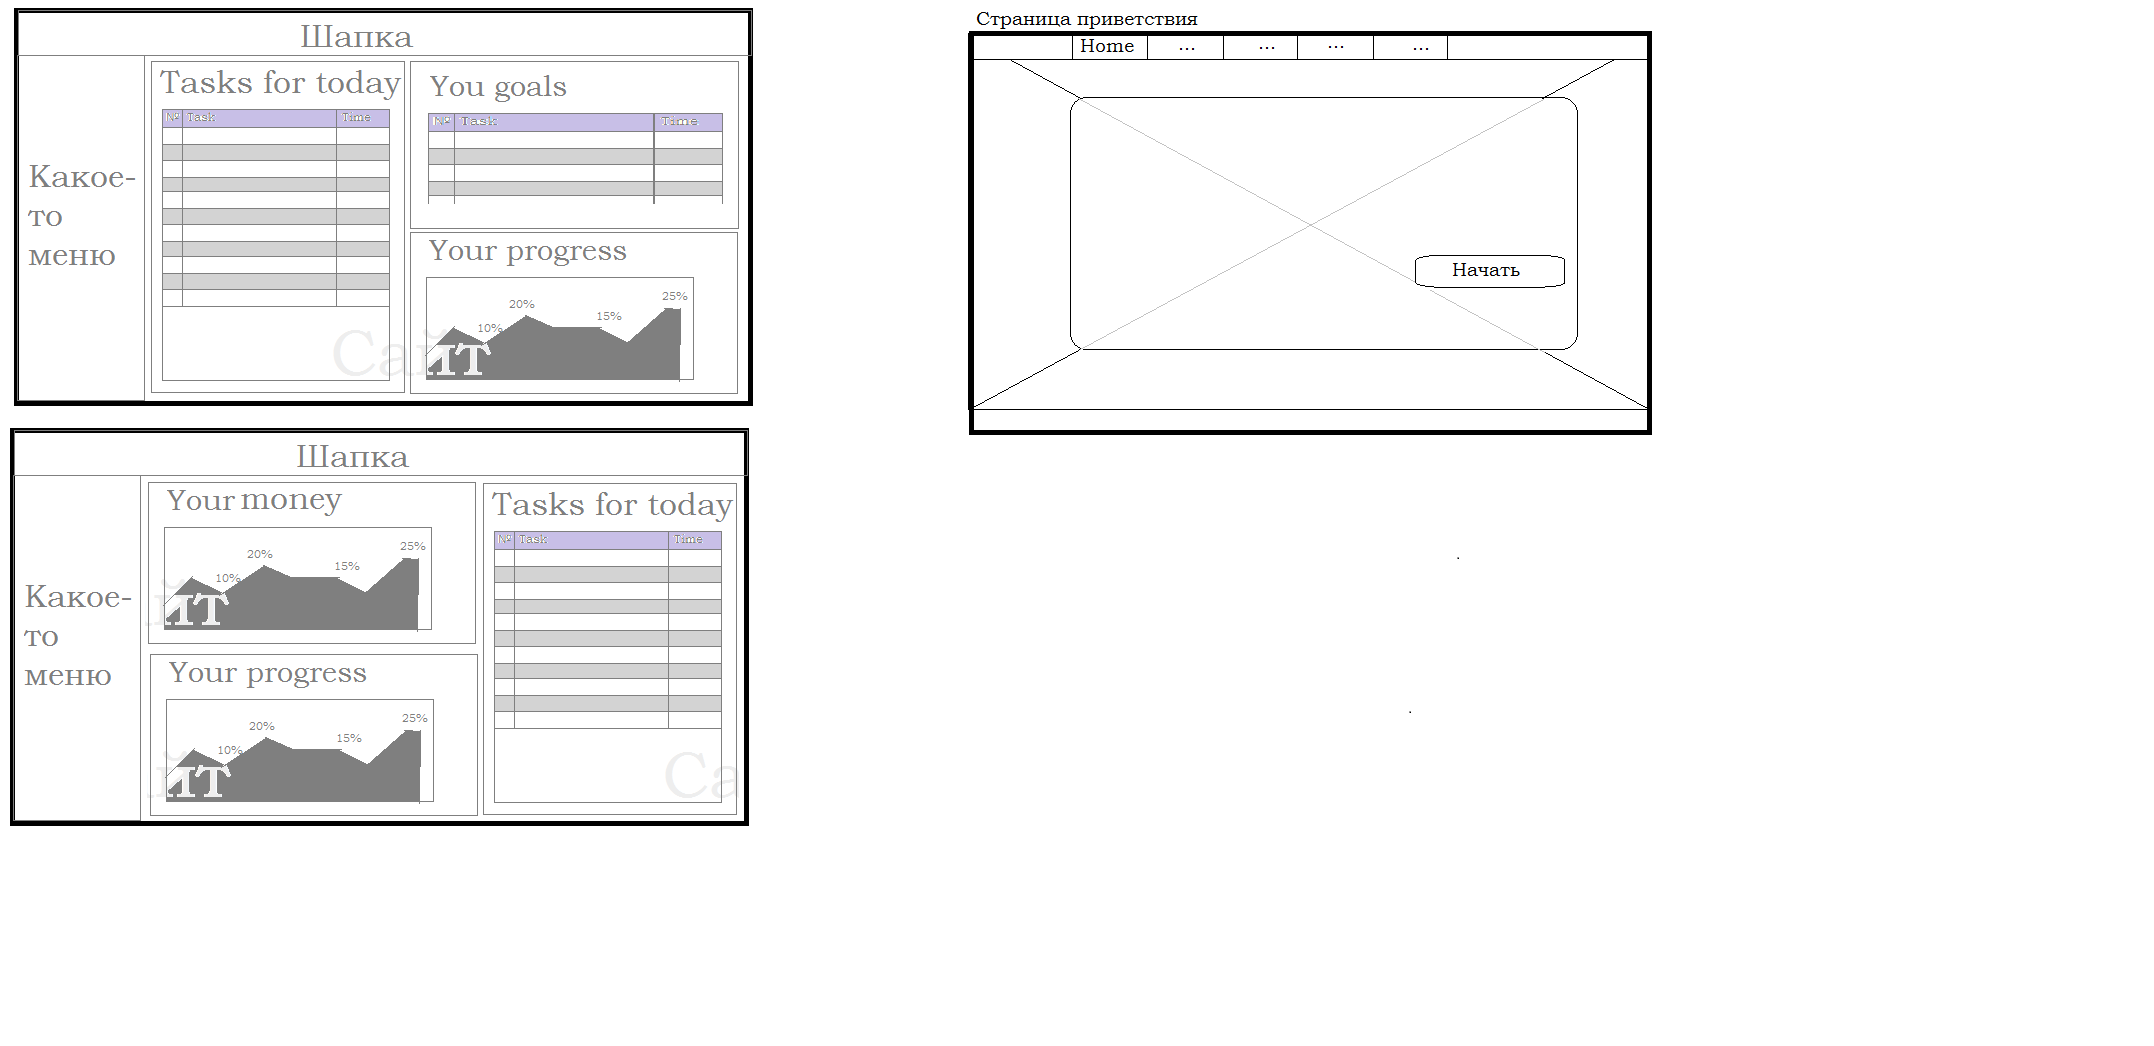 Шапка
Какое-
то
меню
Tasks for today
№ Task Time
You goals
№ Task Time
Your progress
10%
20%
15%
25%
Сайт
Страница приветствия
Home ... ... ... ...
Начать
Шапка
Какое-
то
меню
Your money
10%
20%
15%
25%
йт
Your progress
10%
20%
15%
25%
йт
Tasks for today
№ Task Time
Са